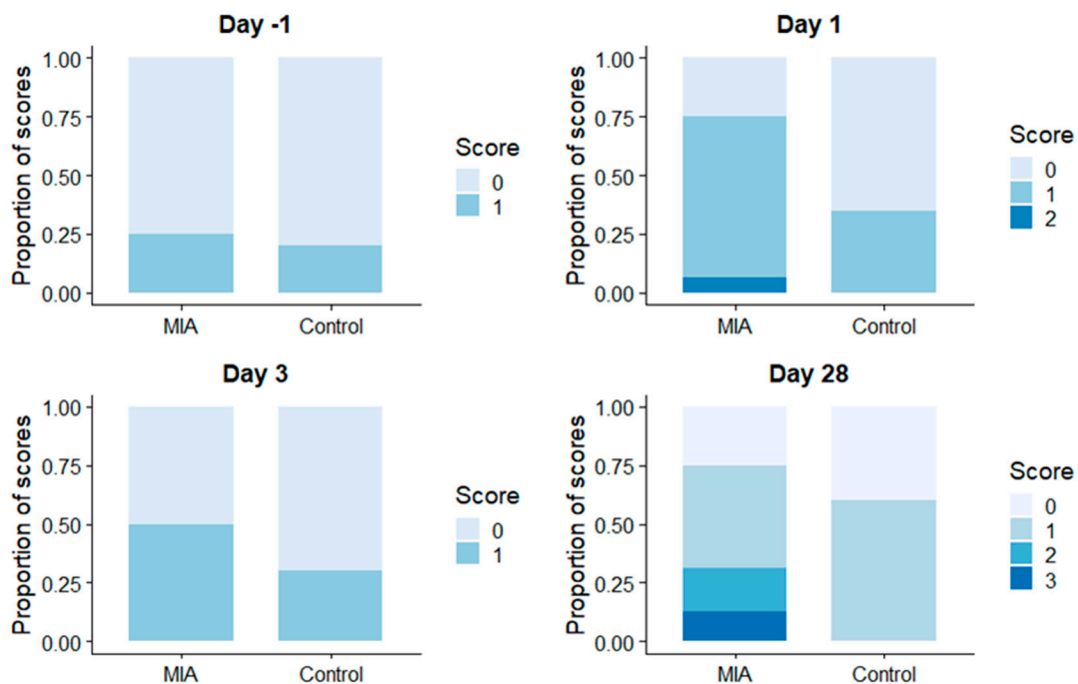 Day -1
Proportion of scores
1.00
0.75
0.50
0.25
0.00
MIA
Control
Score
0
1
Day 1
Proportion of scores
1.00
0.75
0.50
0.25
0.00
MIA
Control
Score
0
1
2
Day 3
Proportion of scores
1.00
0.75
0.50
0.25
0.00
MIA
Control
Score
0
1
Day 28
Proportion of scores
1.00
0.75
0.50
0.25
0.00
MIA
Control
Score
0
1
2
3